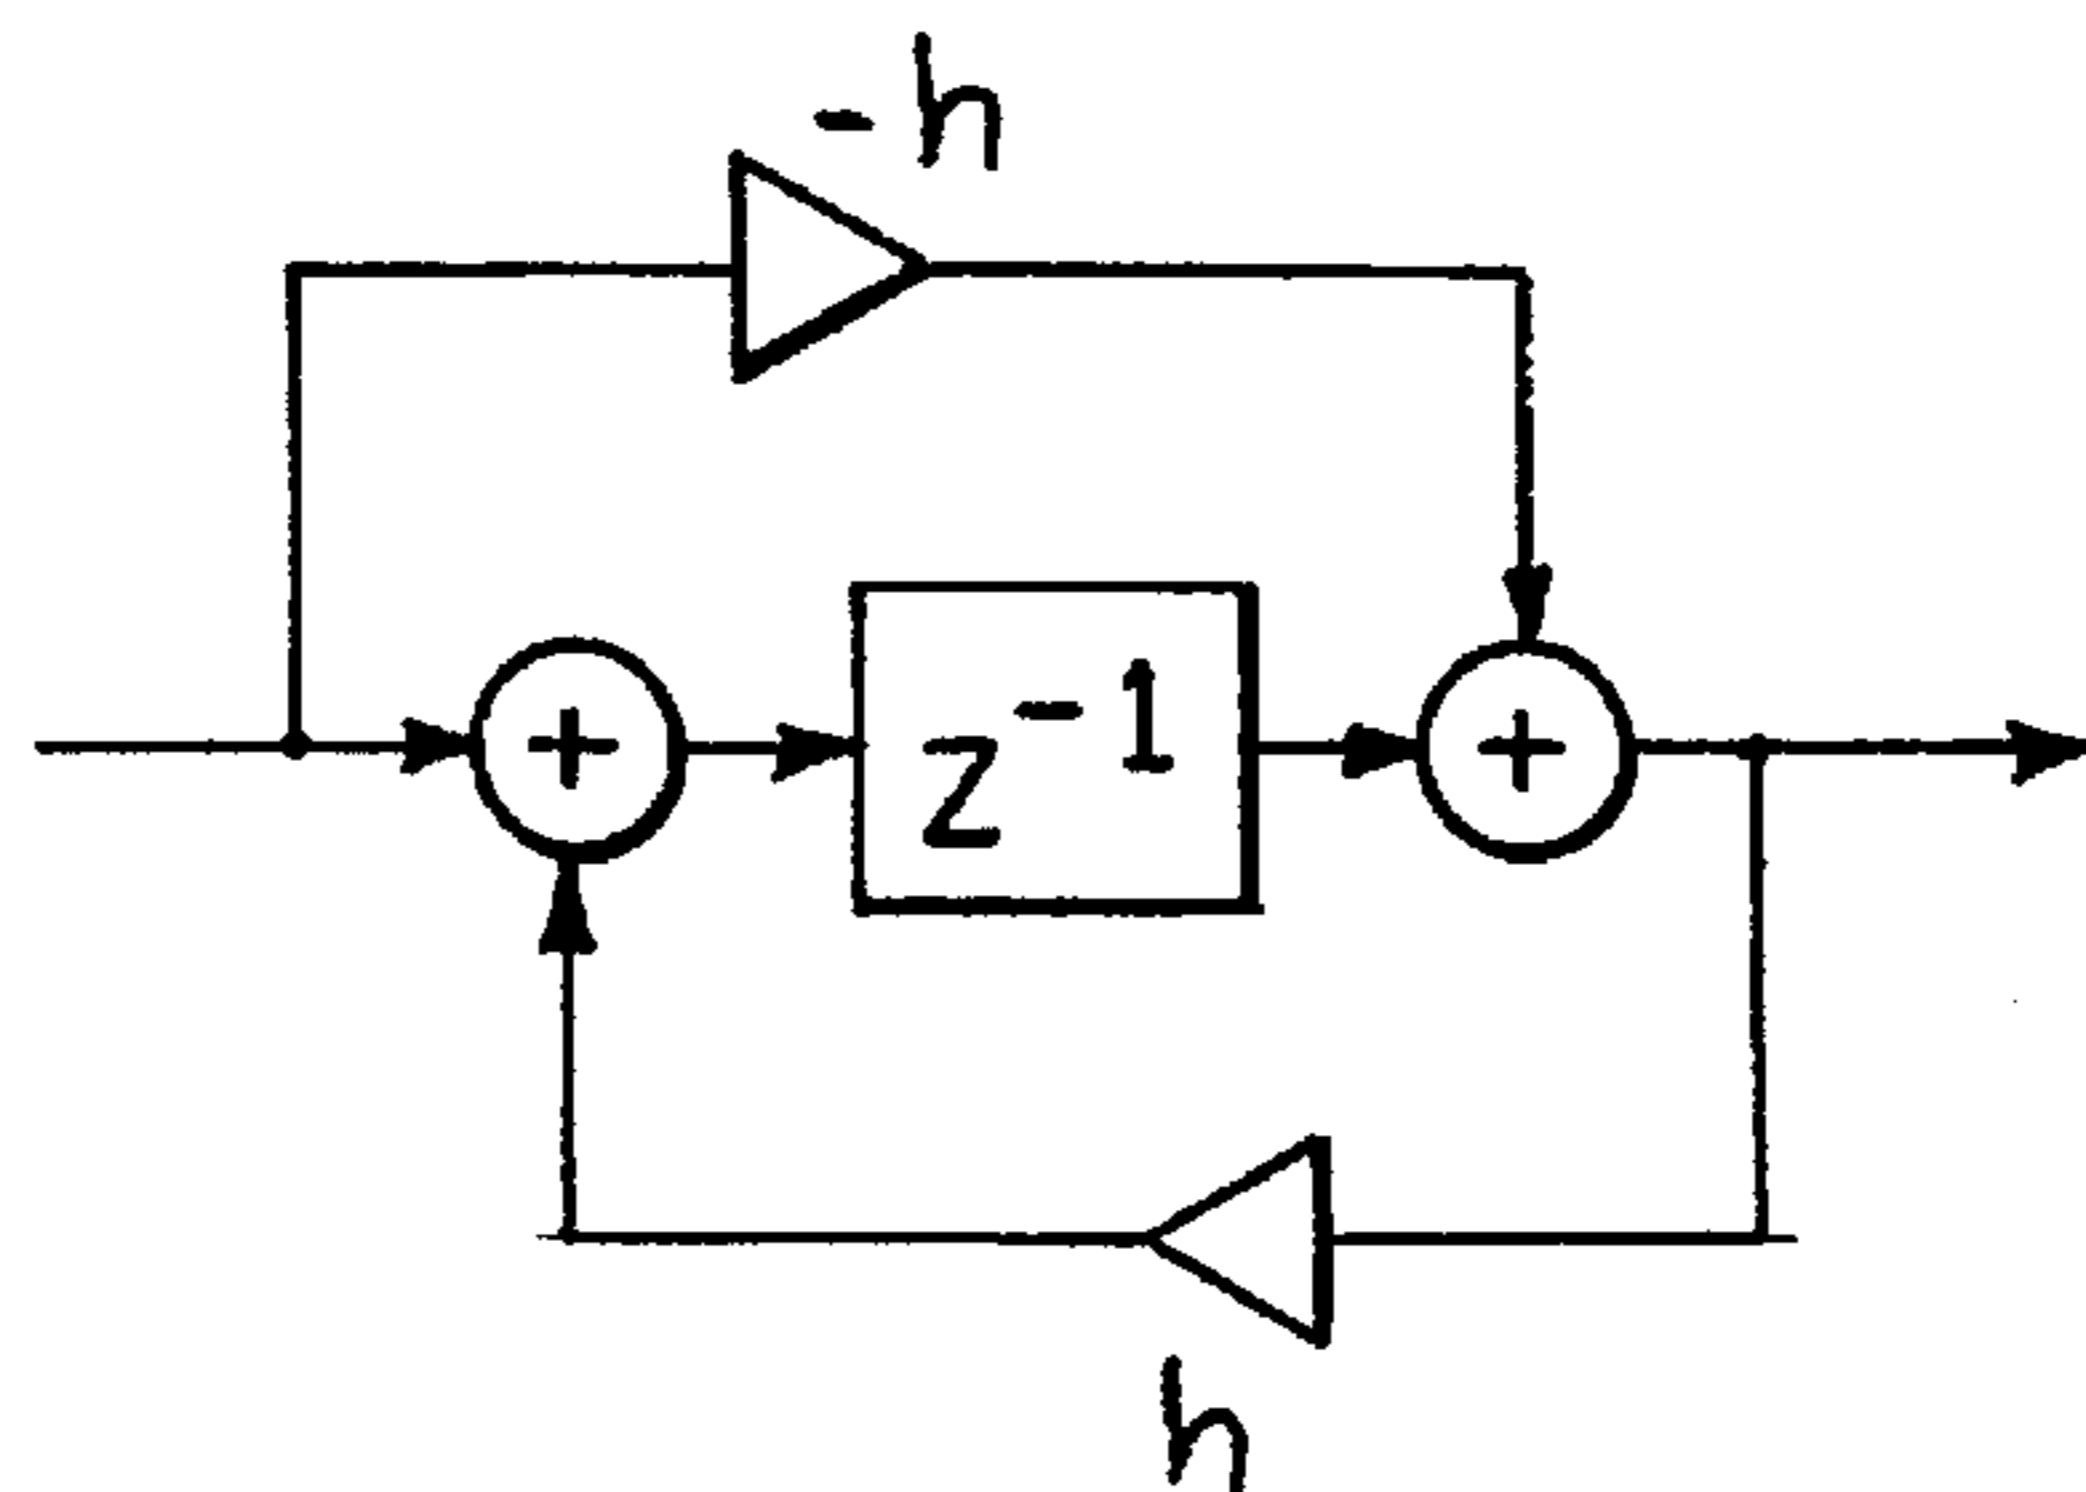 - h
+
z⁻¹
+
h